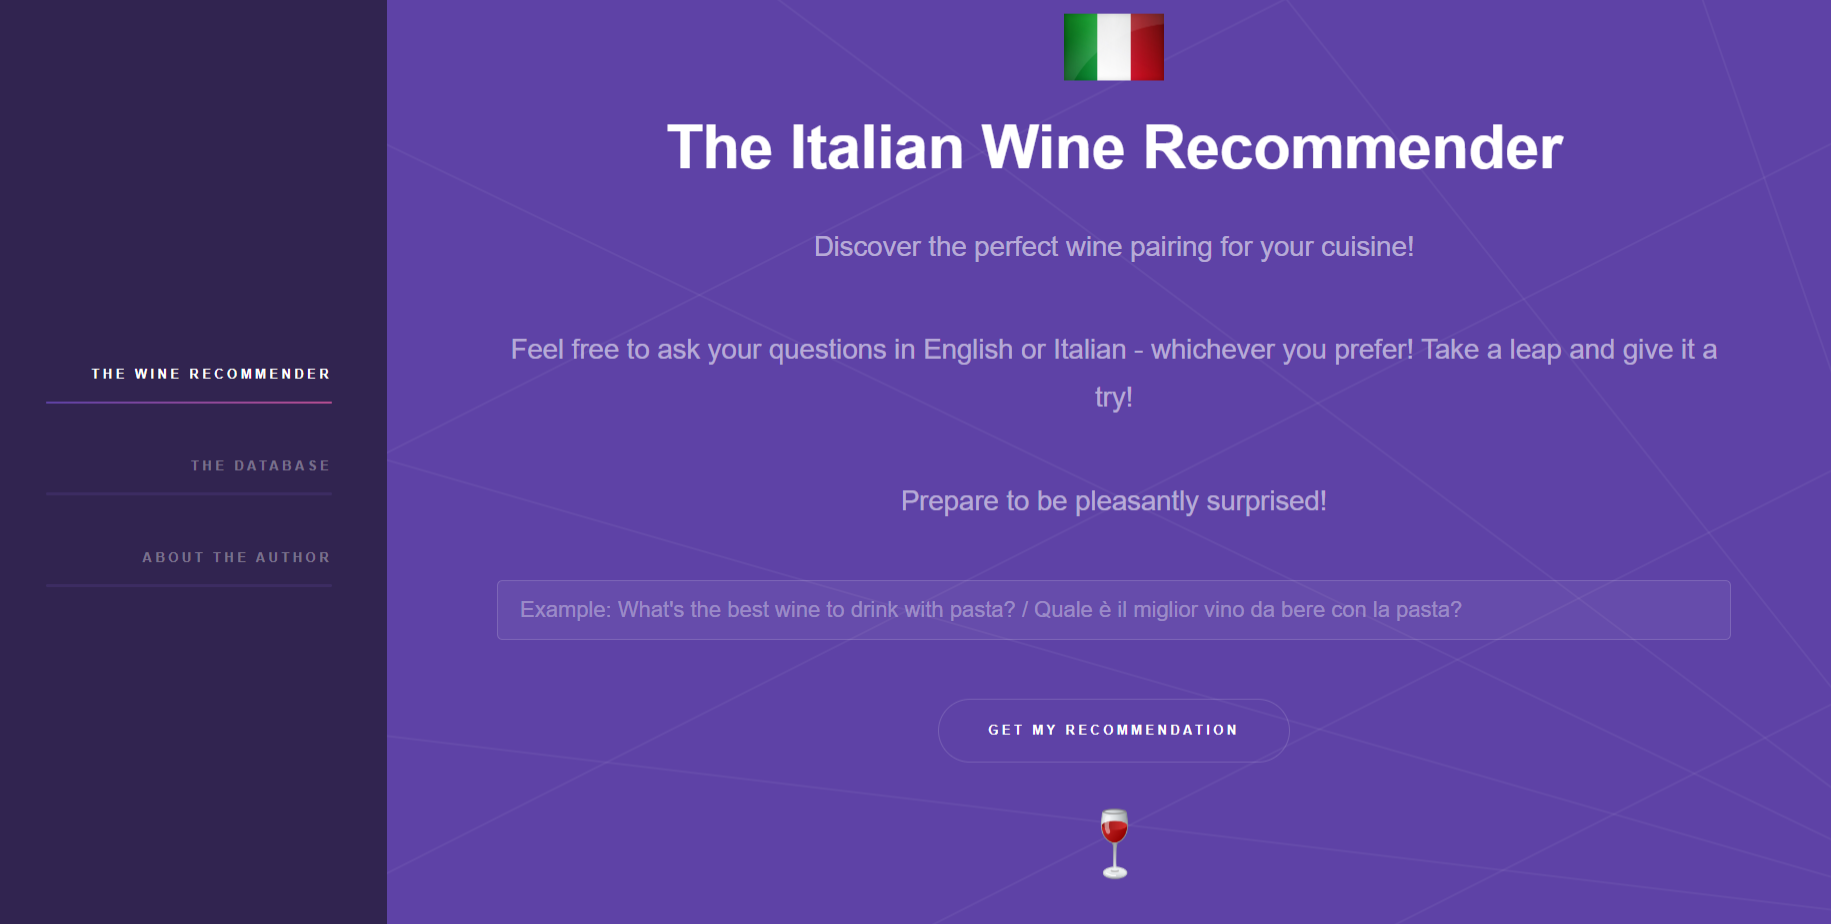 THE WINE RECOMMENDER
THE DATABASE
ABOUT THE AUTHOR
The Italian Wine Recommender
Discover the perfect wine pairing for your cuisine!
Feel free to ask your questions in English or Italian - whichever you prefer! Take a leap and give it a
try!
Prepare to be pleasantly surprised!
Example: What's the best wine to drink with pasta? / Quale è il miglior vino da bere con la pasta?
GET MY RECOMMENDATION